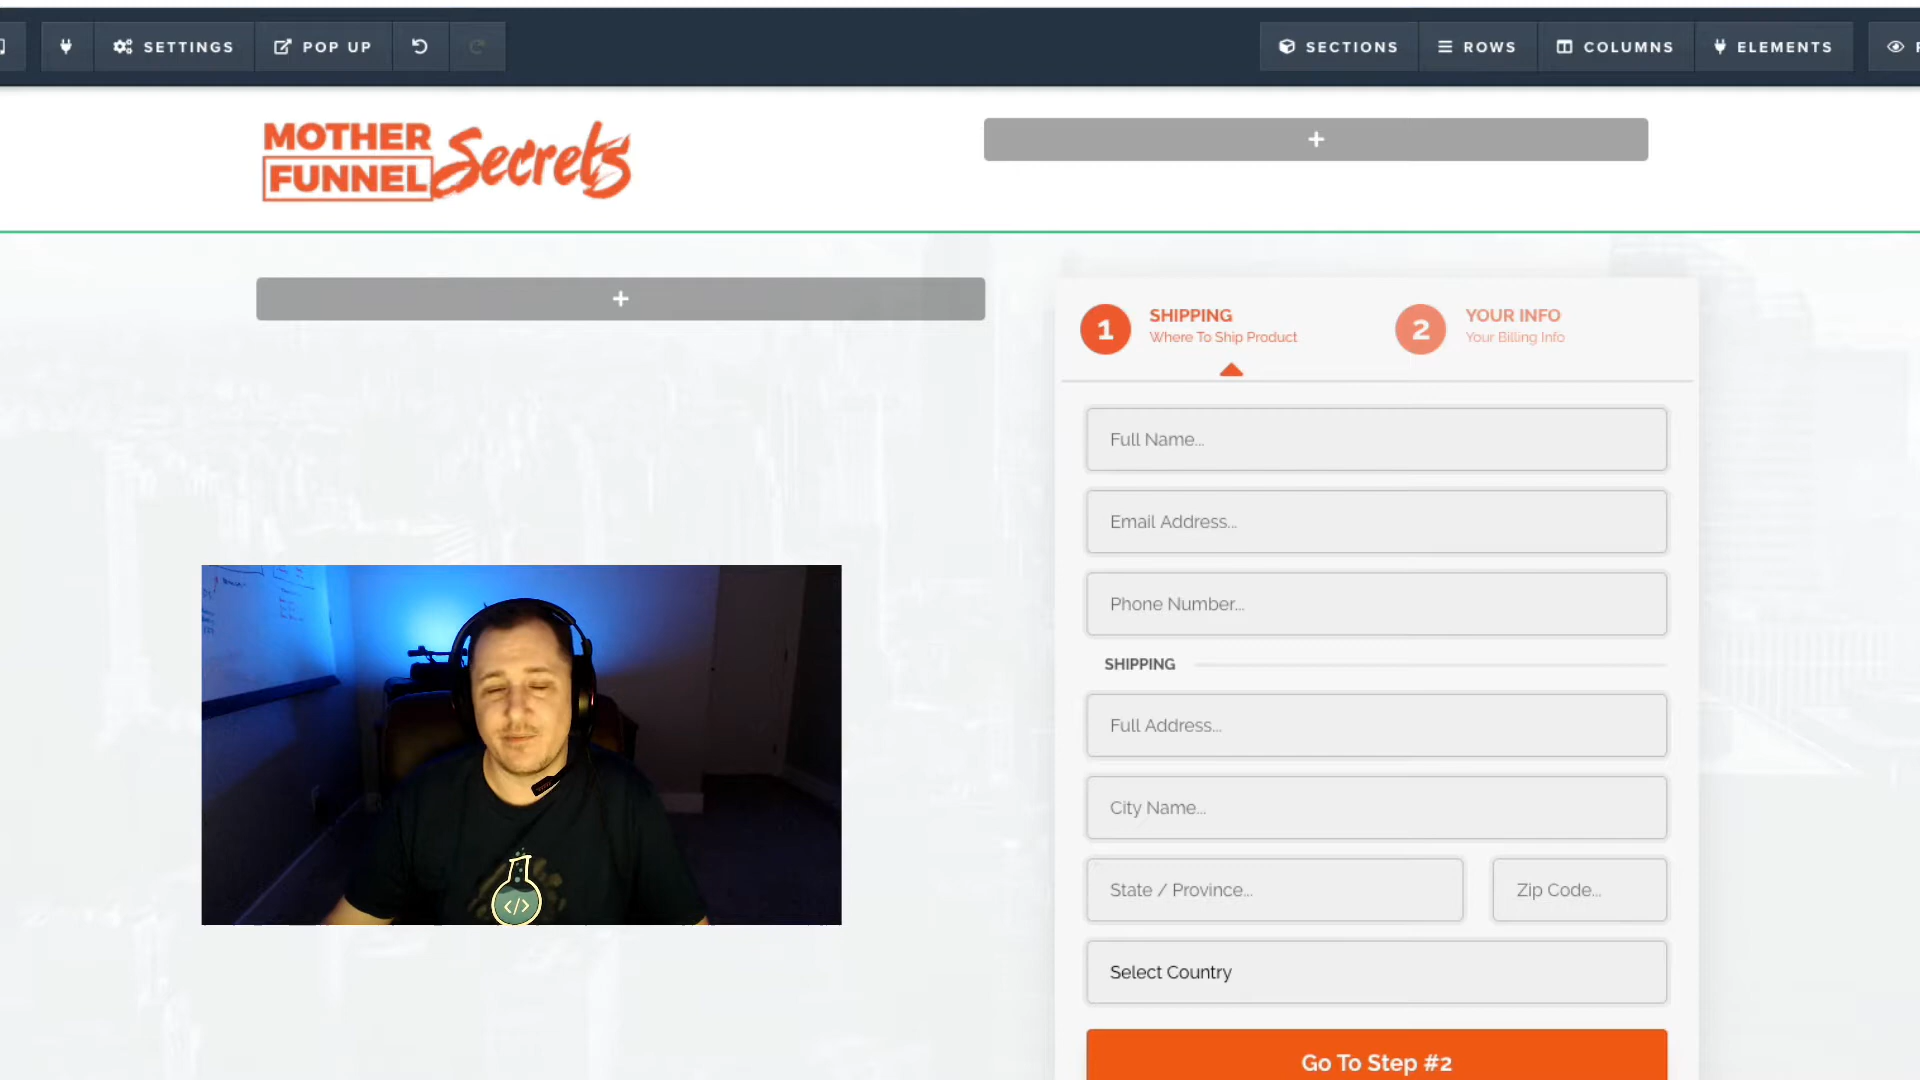 SETTINGS
POP UP
SECTIONS
ROWS
COLUMNS
ELEMENTS
MOTHER
FUNNEL
Secrets
1
SHIPPING
Where To Ship Product
2
YOUR INFO
Your Billing Info
Full Name...
Email Address...
Phone Number...
SHIPPING
Full Address...
City Name...
State / Province...
Zip Code...
Select Country
Go To Step #2
<//>